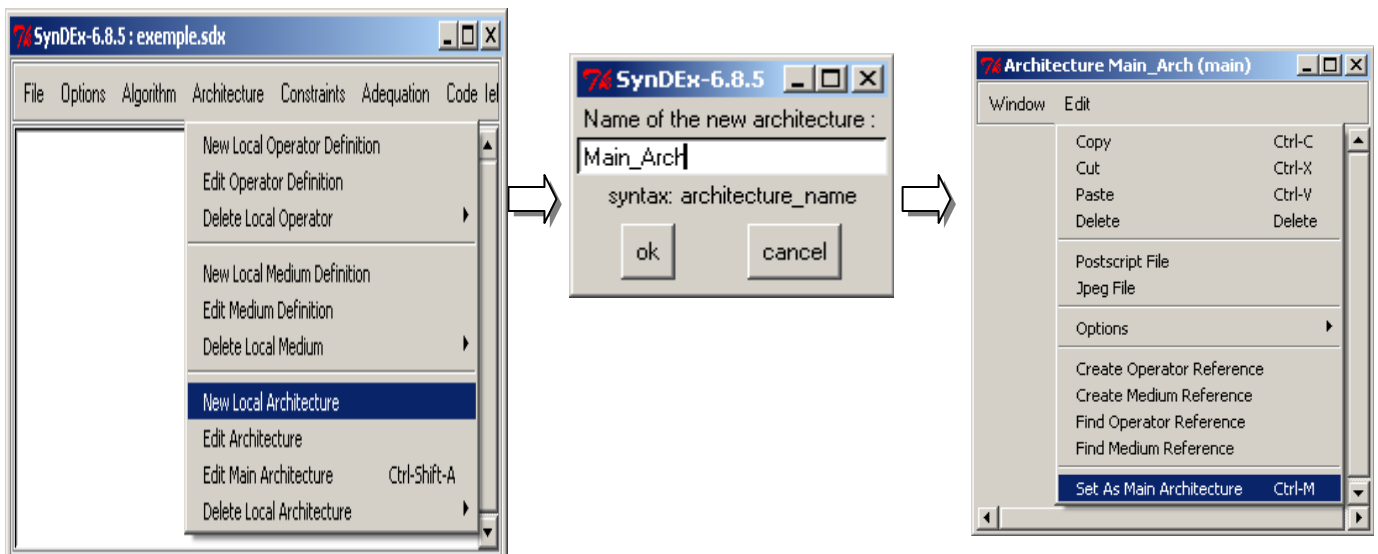 SynDEx-6.8.5 : exemple.sdx
File Options Algorithm Architecture Constraints Adequation Code
New Local Operator Definition
Edit Operator Definition
Delete Local Operator
New Local Medium Definition
Edit Medium Definition
Delete Local Medium
New Local Architecture
Edit Architecture
Edit Main Architecture Ctrl-Shift-A
Delete Local Architecture
SynDEx-6.8.5
Name of the new architecture :
Main_Arch
syntax: architecture_name
ok cancel
Architecture Main_Arch (main)
Window Edit
Copy Ctrl-C
Cut Ctrl-X
Paste Ctrl-V
Delete Delete
Postscript File
Jpeg File
Options
Create Operator Reference
Create Medium Reference
Find Operator Reference
Find Medium Reference
Set As Main Architecture Ctrl-M